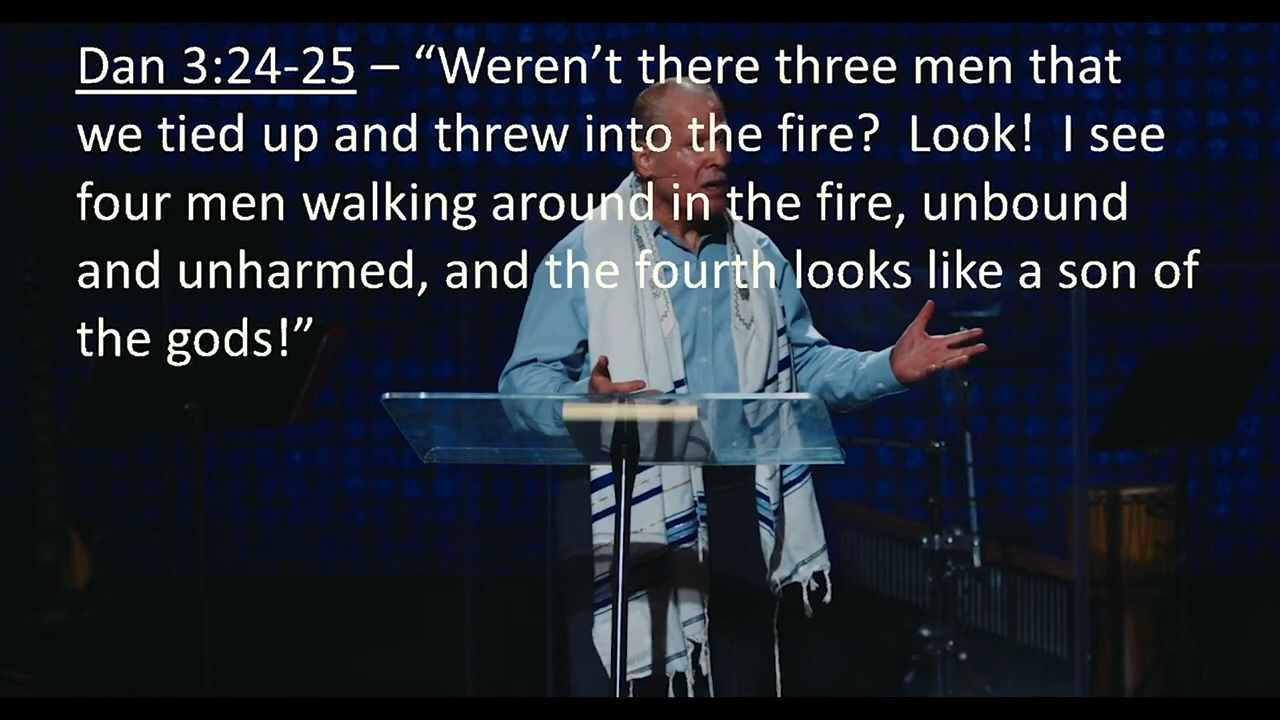 Dan 3:24-25 – “Weren’t there three men that
we tied up and threw into the fire?  Look!  I see
four men walking around in the fire, unbound
and unharmed, and the fourth looks like a son of
the gods!”